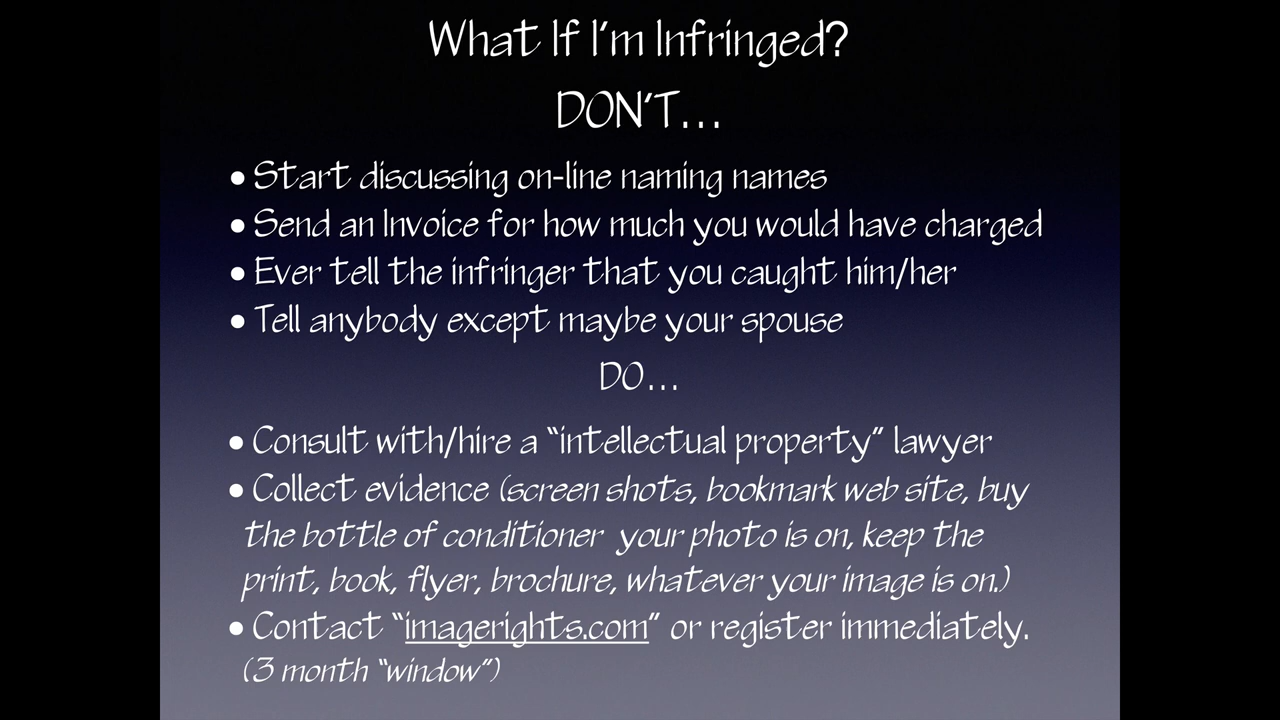 What If I'm Infringed?
DON'T...
• Start discussing on-line naming names
• Send an Invoice for how much you would have charged
• Ever tell the infringer that you caught him/her
• Tell anybody except maybe your spouse
DO...
• Consult with/hire a "intellectual property" lawyer
• Collect evidence (screen shots, bookmark web site, buy
the bottle of conditioner your photo is on, keep the
print, book, flyer, brochure, whatever your image is on.)
• Contact "imagerights.com" or register immediately.
(3 month "window")